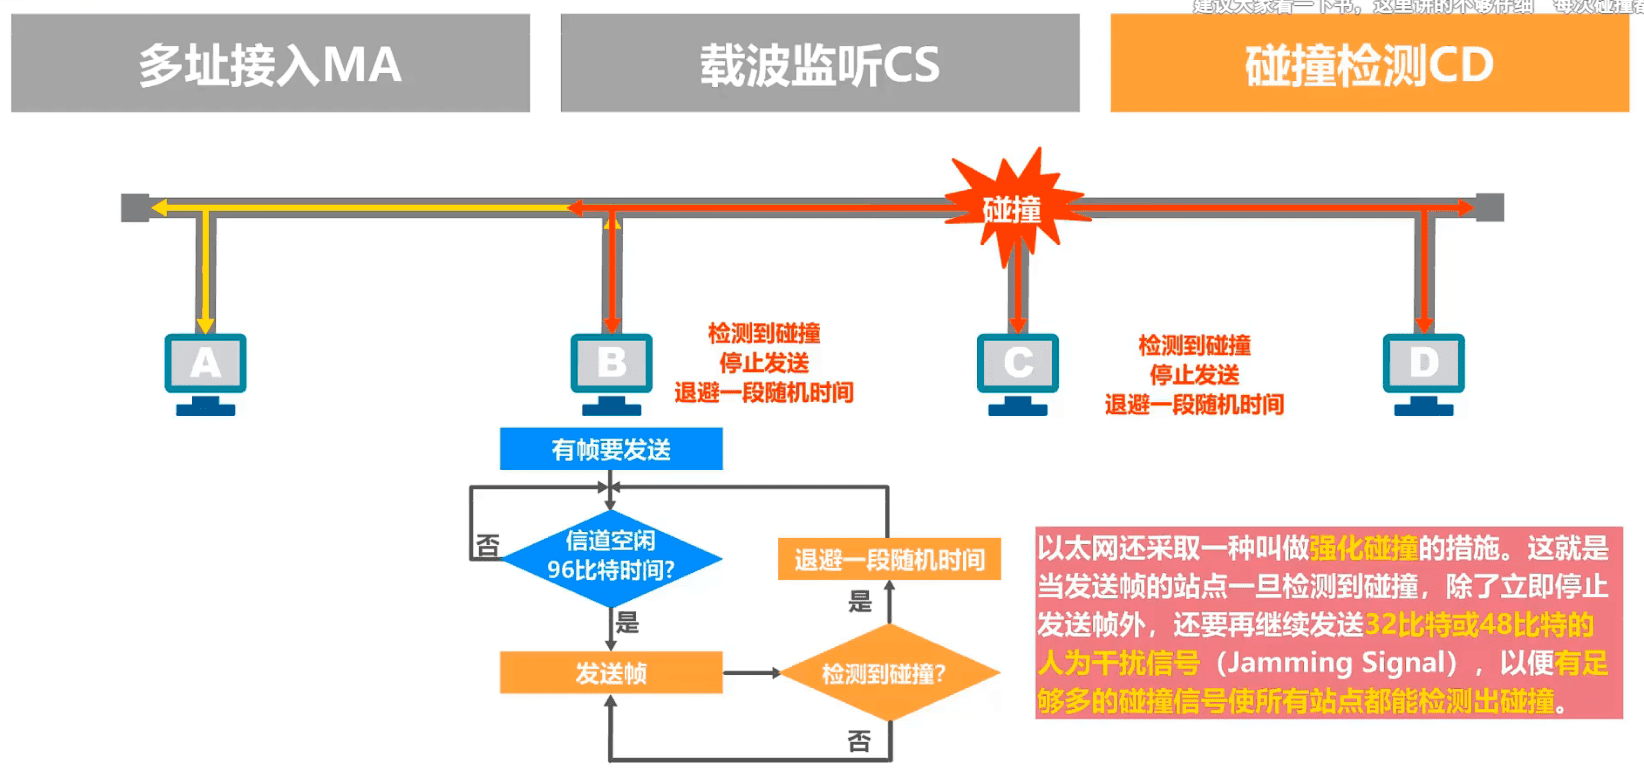 建议大家看一下书，这里讲的不够仔细 每次碰撞都
多址接入MA
载波监听CS
碰撞检测CD
碰撞
A
B
C
D
检测到碰撞
停止发送
退避一段随机时间
检测到碰撞
停止发送
退避一段随机时间
有帧要发送
信道空闲
96比特时间?
否
是
发送帧
检测到碰撞?
是
否
退避一段随机时间
以太网还采取一种叫做强化碰撞的措施。这就是
当发送帧的站点一旦检测到碰撞，除了立即停止
发送帧外，还要再继续发送32比特或48比特的
人为干扰信号（Jamming Signal），以便有足
够多的碰撞信号使所有站点都能检测出碰撞。